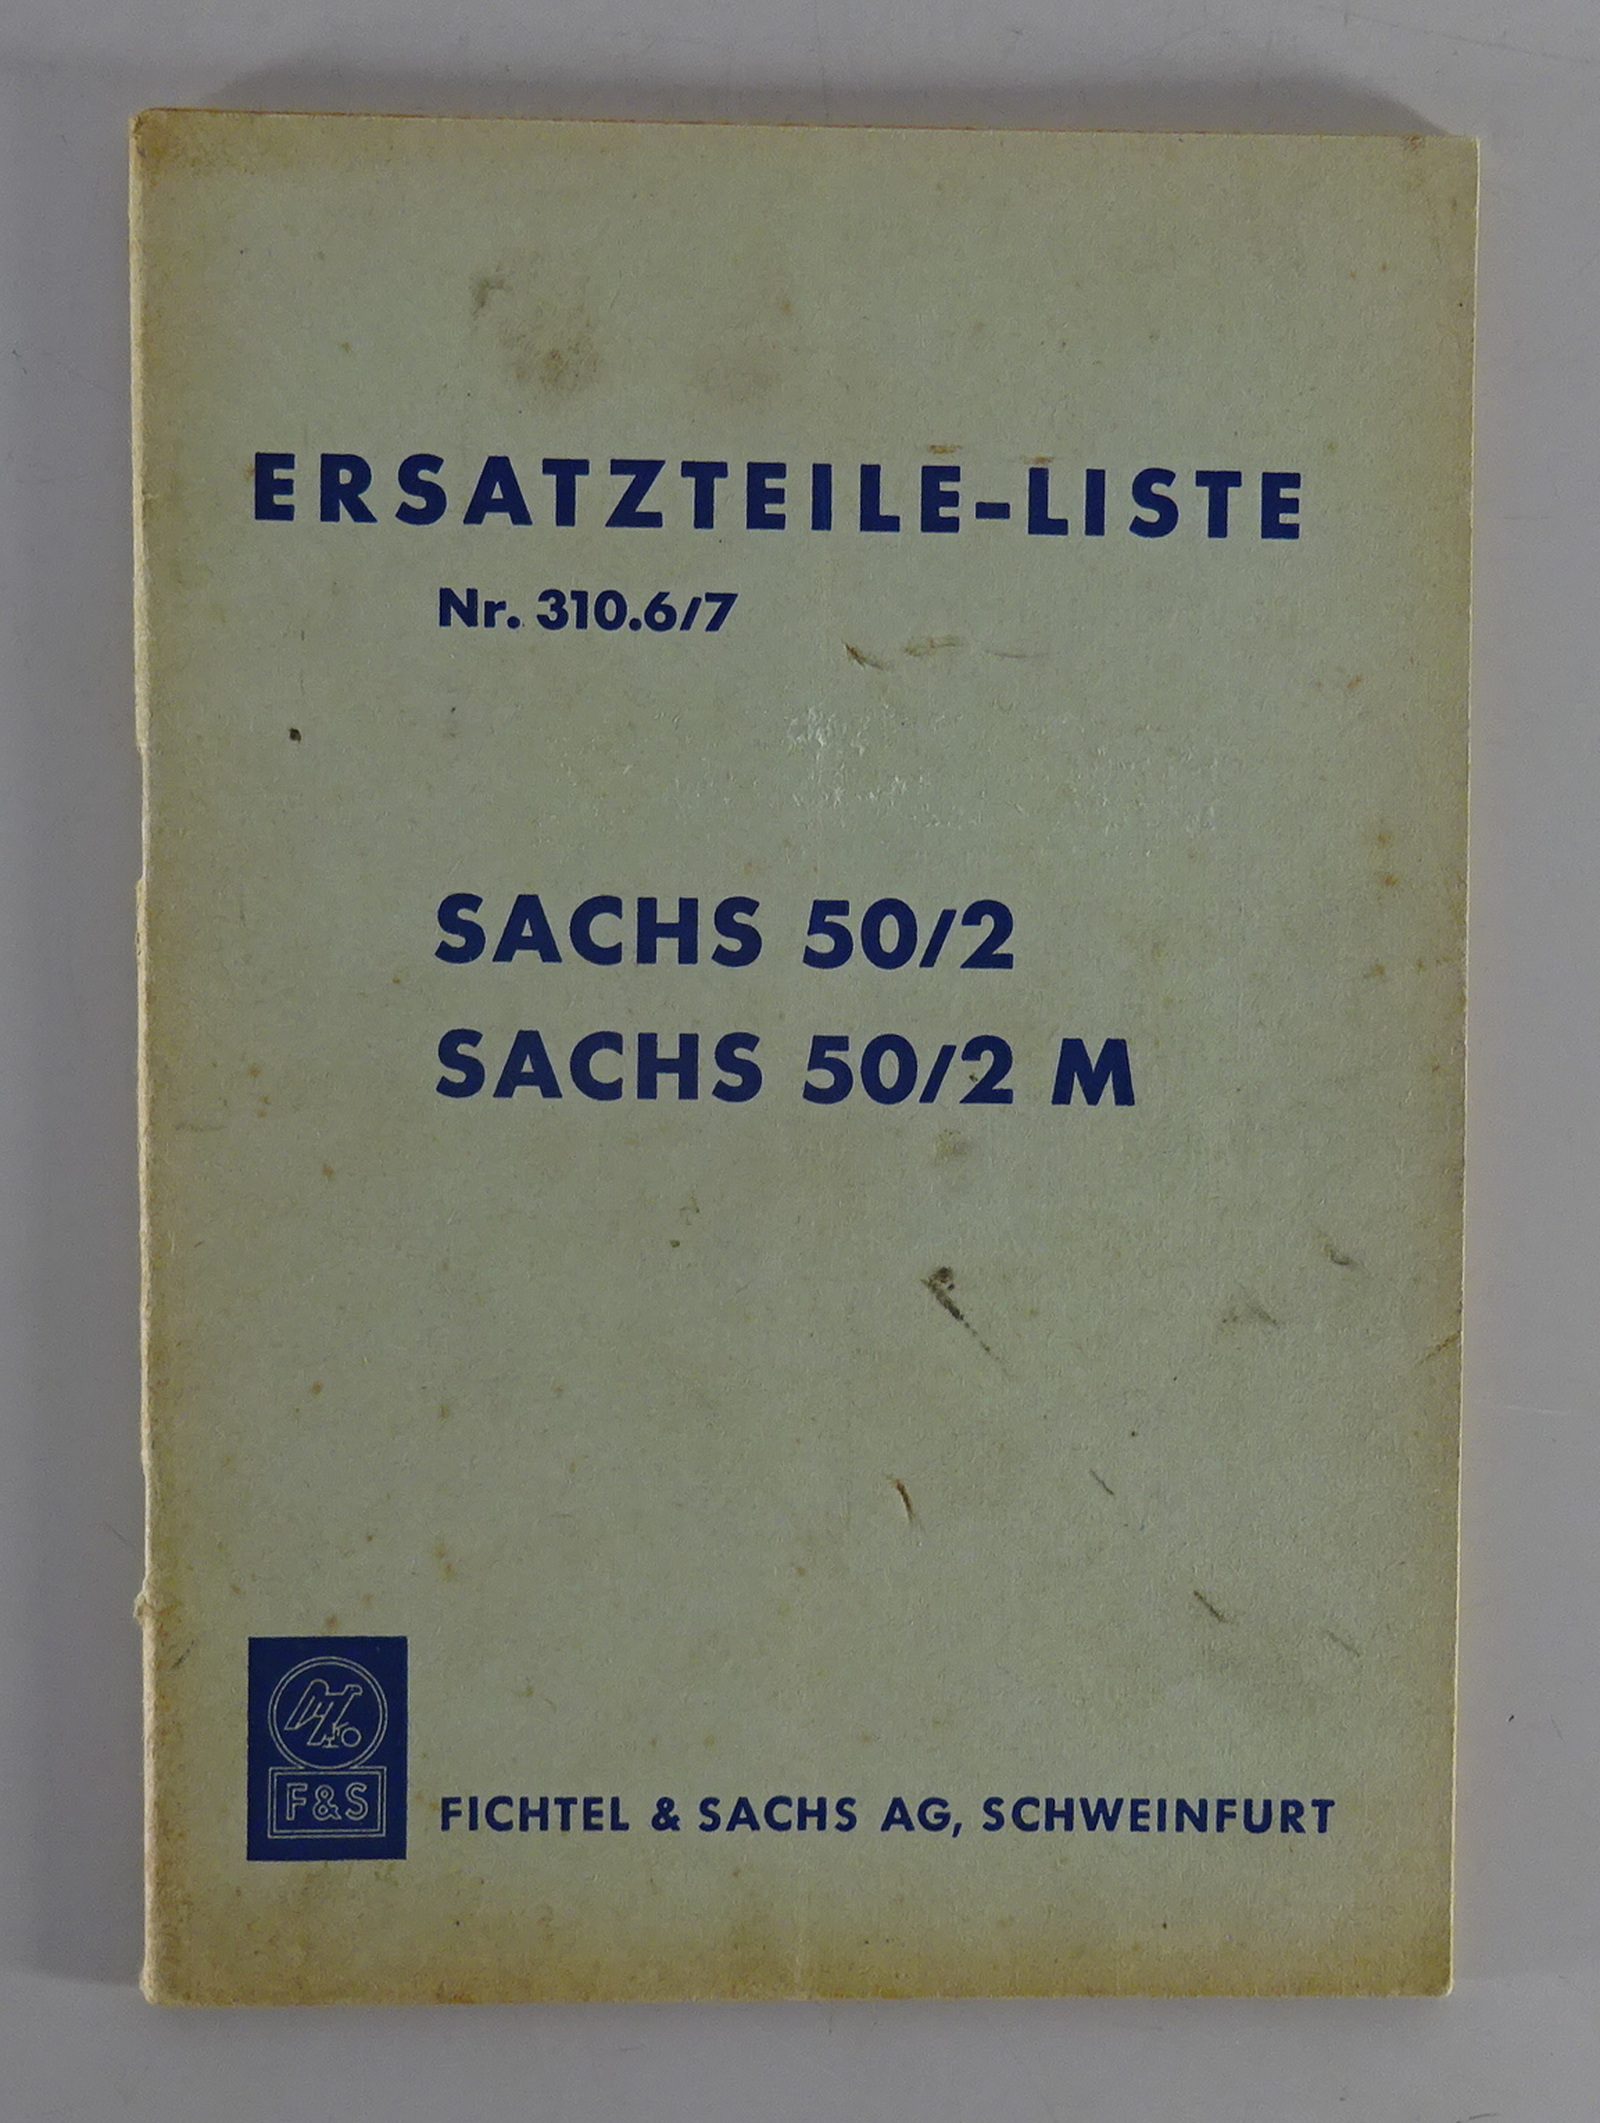 ERSATZTEILE-LISTE
Nr. 310.6/7
SACHS 50/2
SACHS 50/2 M
F&S
FICHTEL & SACHS AG, SCHWEINFURT